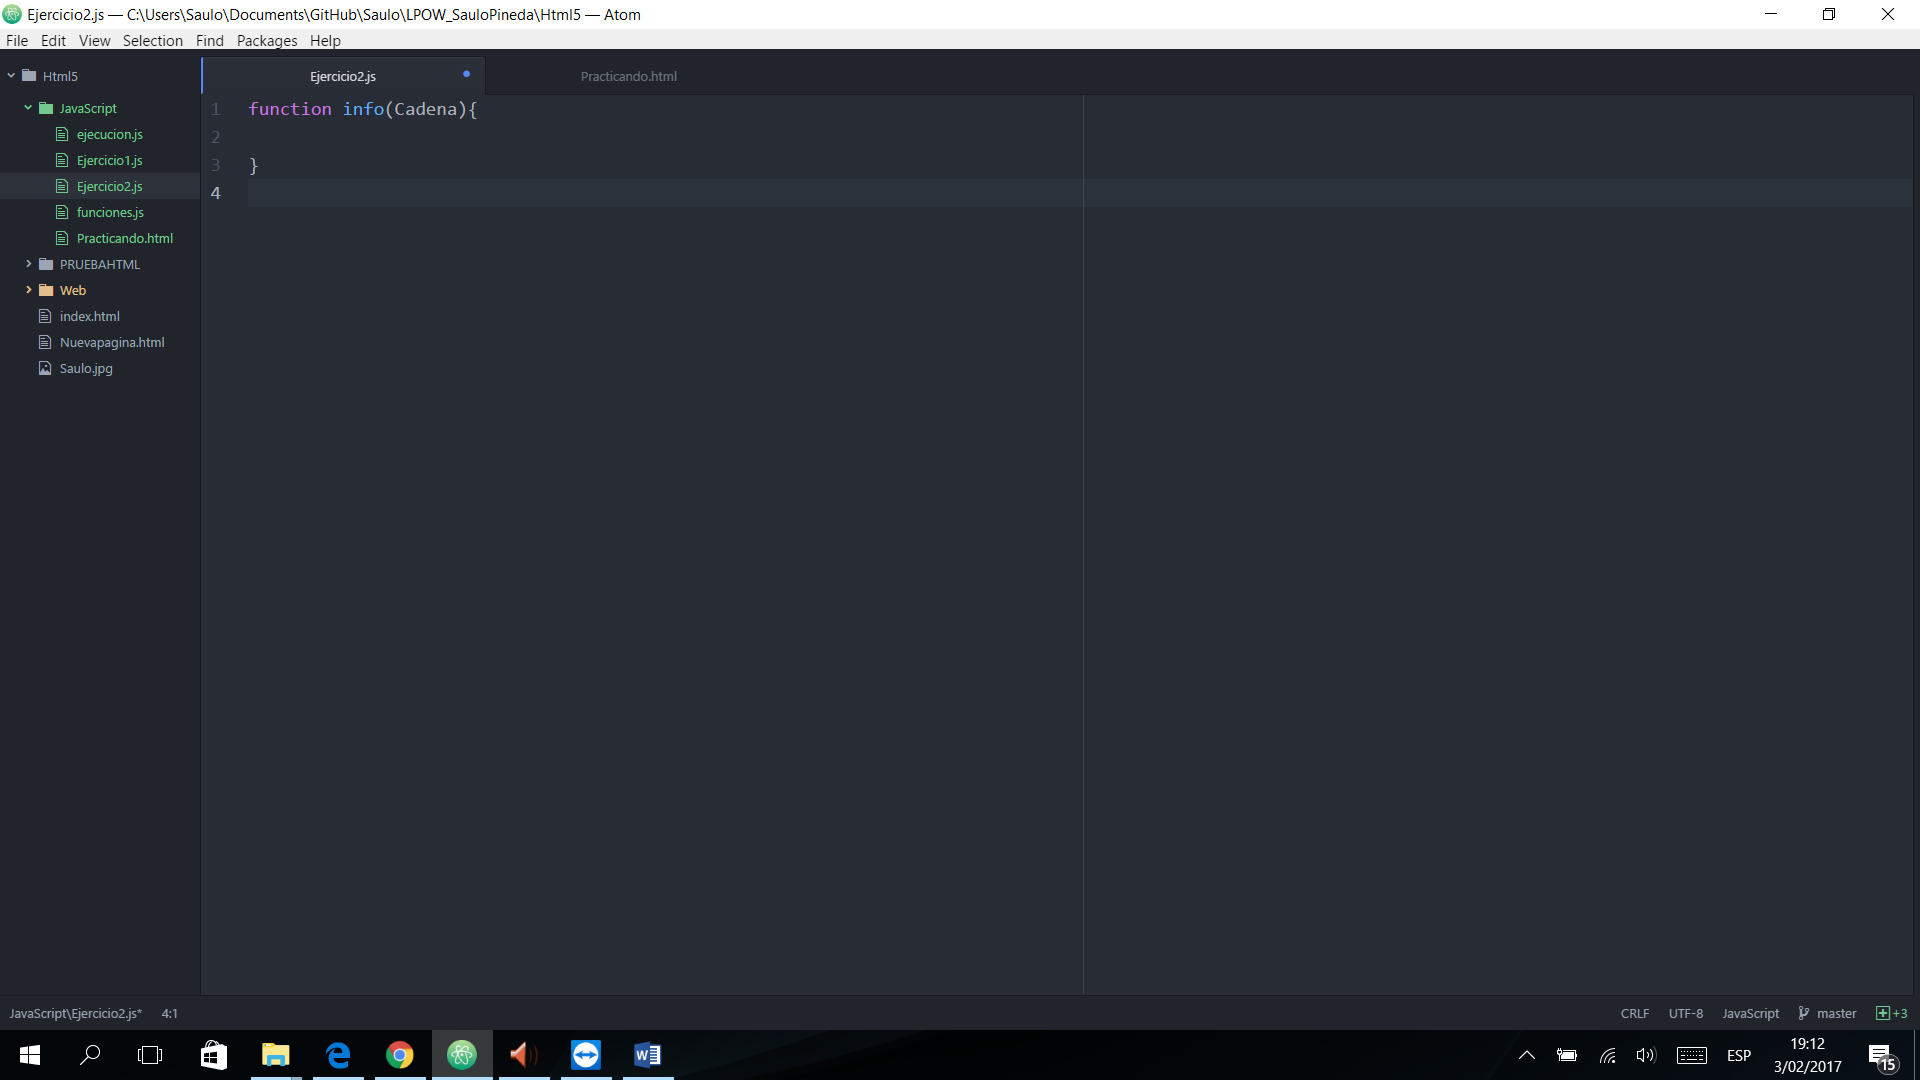 Ejercicio2.js — C:\Users\Saulo\Documents\GitHub\Saulo\LPOW_SauloPineda\Html5 — Atom
File Edit View Selection Find Packages Help
Html5
JavaScript
ejecucion.js
Ejercicio1.js
Ejercicio2.js
funciones.js
Practicando.html
PRUEBAHTML
Web
index.html
Nuevapagina.html
Saulo.jpg
Ejercicio2.js Practicando.html
1 function info(Cadena){
2
3 }
4
JavaScript\Ejercicio2.js* 4:1 CRLF UTF-8 JavaScript master +3
ESP 19:12
3/02/2017
15